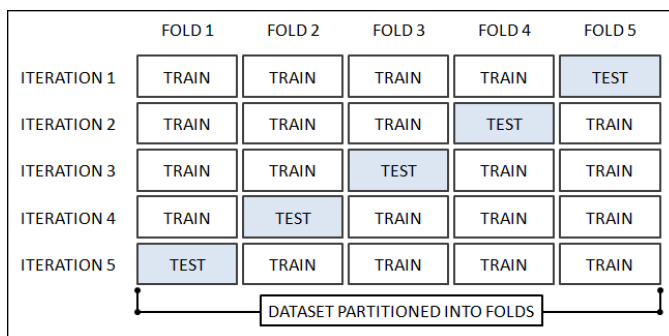 FOLD 1 FOLD 2 FOLD 3 FOLD 4 FOLD 5
ITERATION 1 TRAIN TRAIN TRAIN TRAIN TEST
ITERATION 2 TRAIN TRAIN TRAIN TEST TRAIN
ITERATION 3 TRAIN TRAIN TEST TRAIN TRAIN
ITERATION 4 TRAIN TEST TRAIN TRAIN TRAIN
ITERATION 5 TEST TRAIN TRAIN TRAIN TRAIN
DATASET PARTITIONED INTO FOLDS